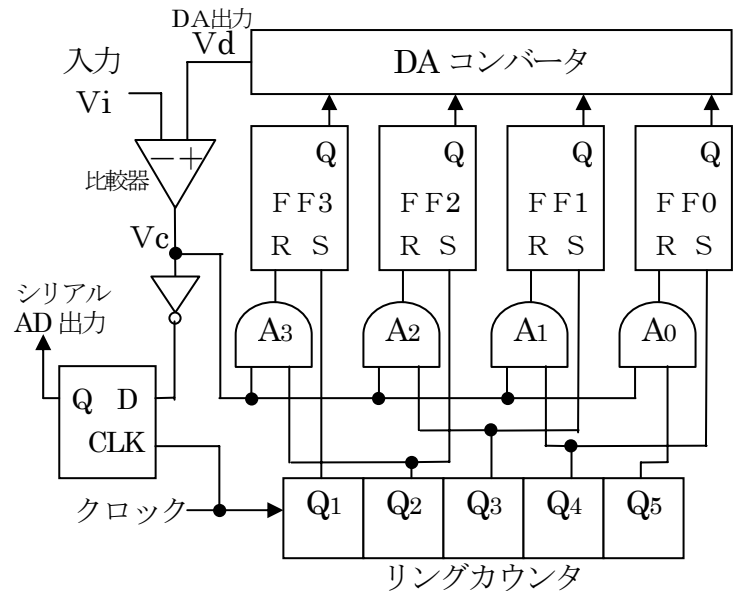 DA出力
Vd
DA コンバータ
入力
Vi
比較器
− +
Vc
シリアル
AD 出力
Q
Q
Q
Q
ＦF3
ＦF2
ＦF1
ＦF0
R S
R S
R S
R S
A3
A2
A1
A0
Q D
CLK
クロック
Q1
Q2
Q3
Q4
Q5
リングカウンタ